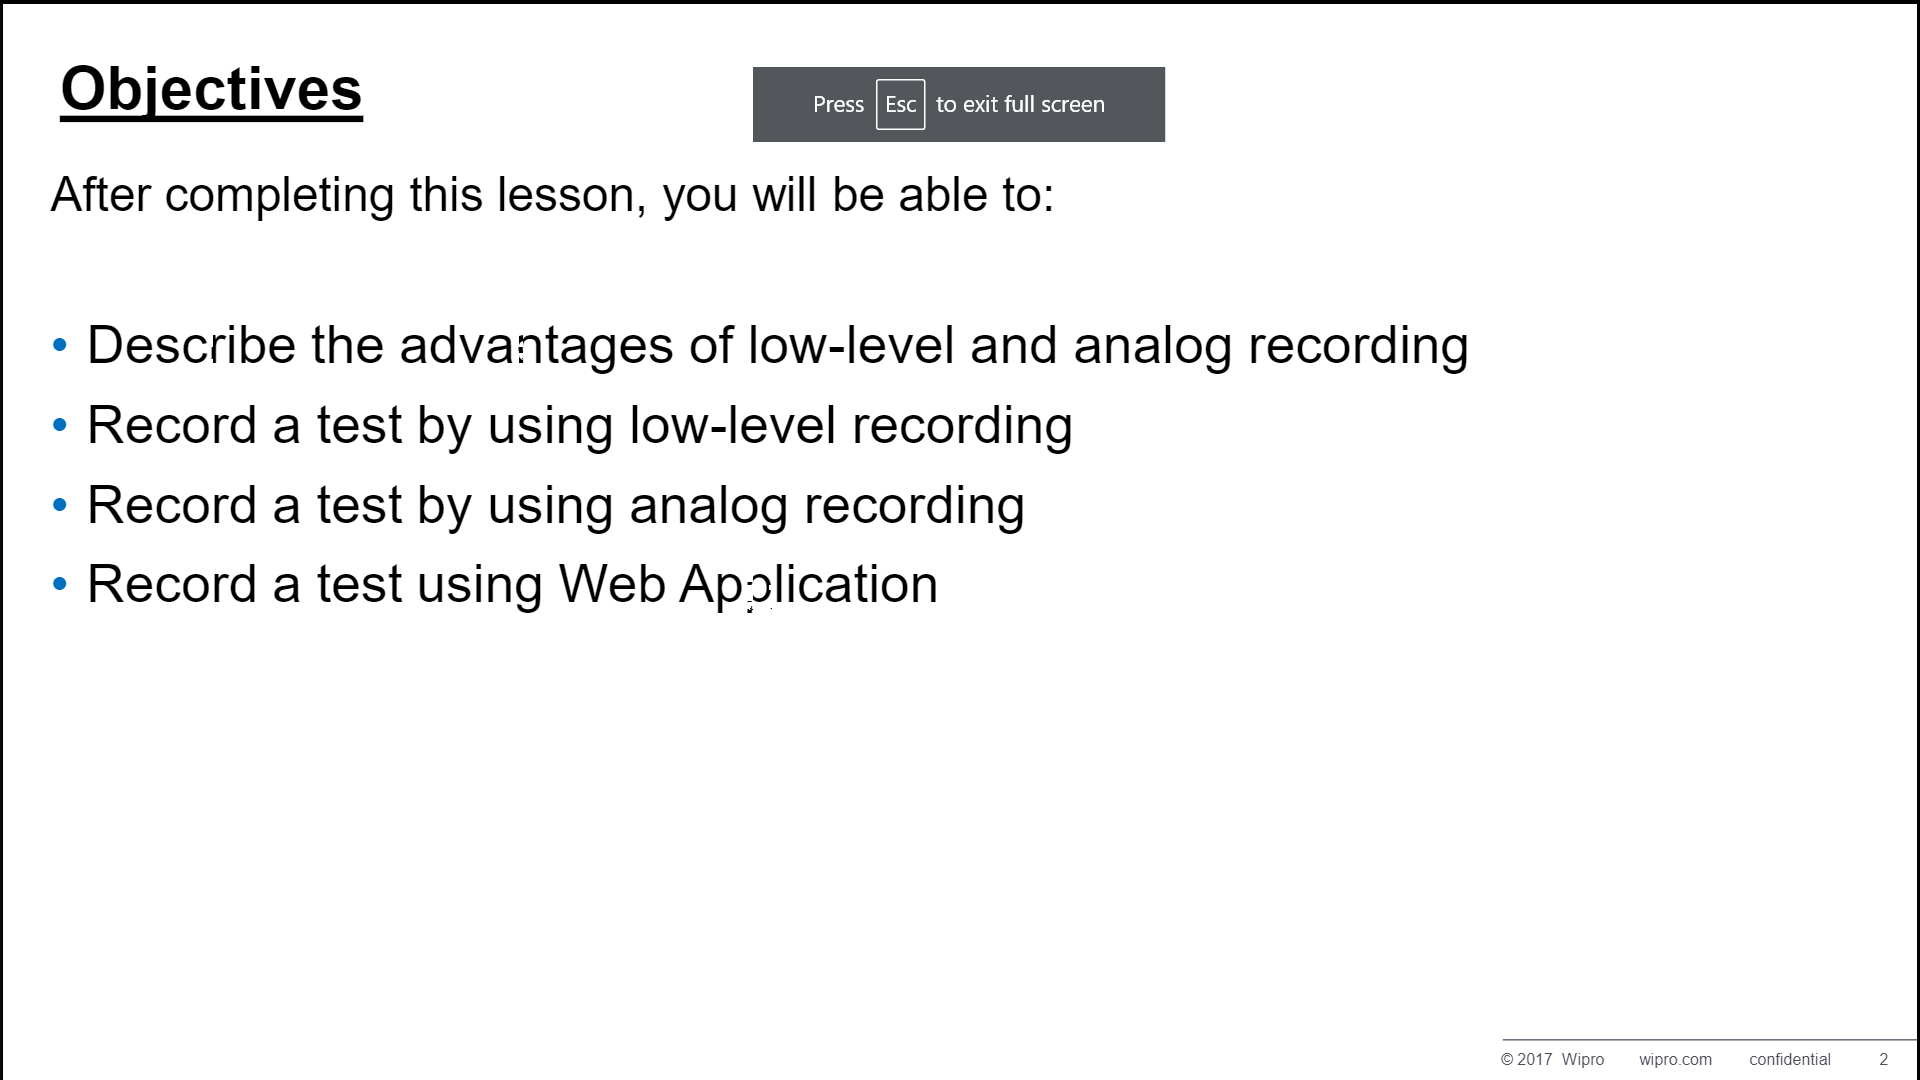 Objectives
Press Esc to exit full screen
After completing this lesson, you will be able to:
• Describe the advantages of low-level and analog recording
• Record a test by using low-level recording
• Record a test by using analog recording
• Record a test using Web Application
© 2017 Wipro wipro.com confidential 2